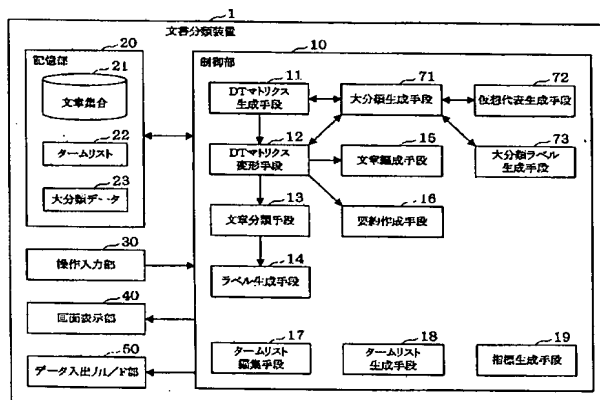 1
文書分類装置
20
記憶部
21
文章集合
22
タームリスト
23
大分類データ
30
操作入力部
40
画面表示部
50
データ入出力I/F部
10
制御部
11
DTマトリクス
生成手段
71
大分類生成手段
72
仮想代表生成手段
12
DTマトリクス
変形手段
15
文章編成手段
73
大分類ラベル
生成手段
13
文章分類手段
16
要約作成手段
14
ラベル生成手段
17
タームリスト
編集手段
18
タームリスト
生成手段
19
指標生成手段